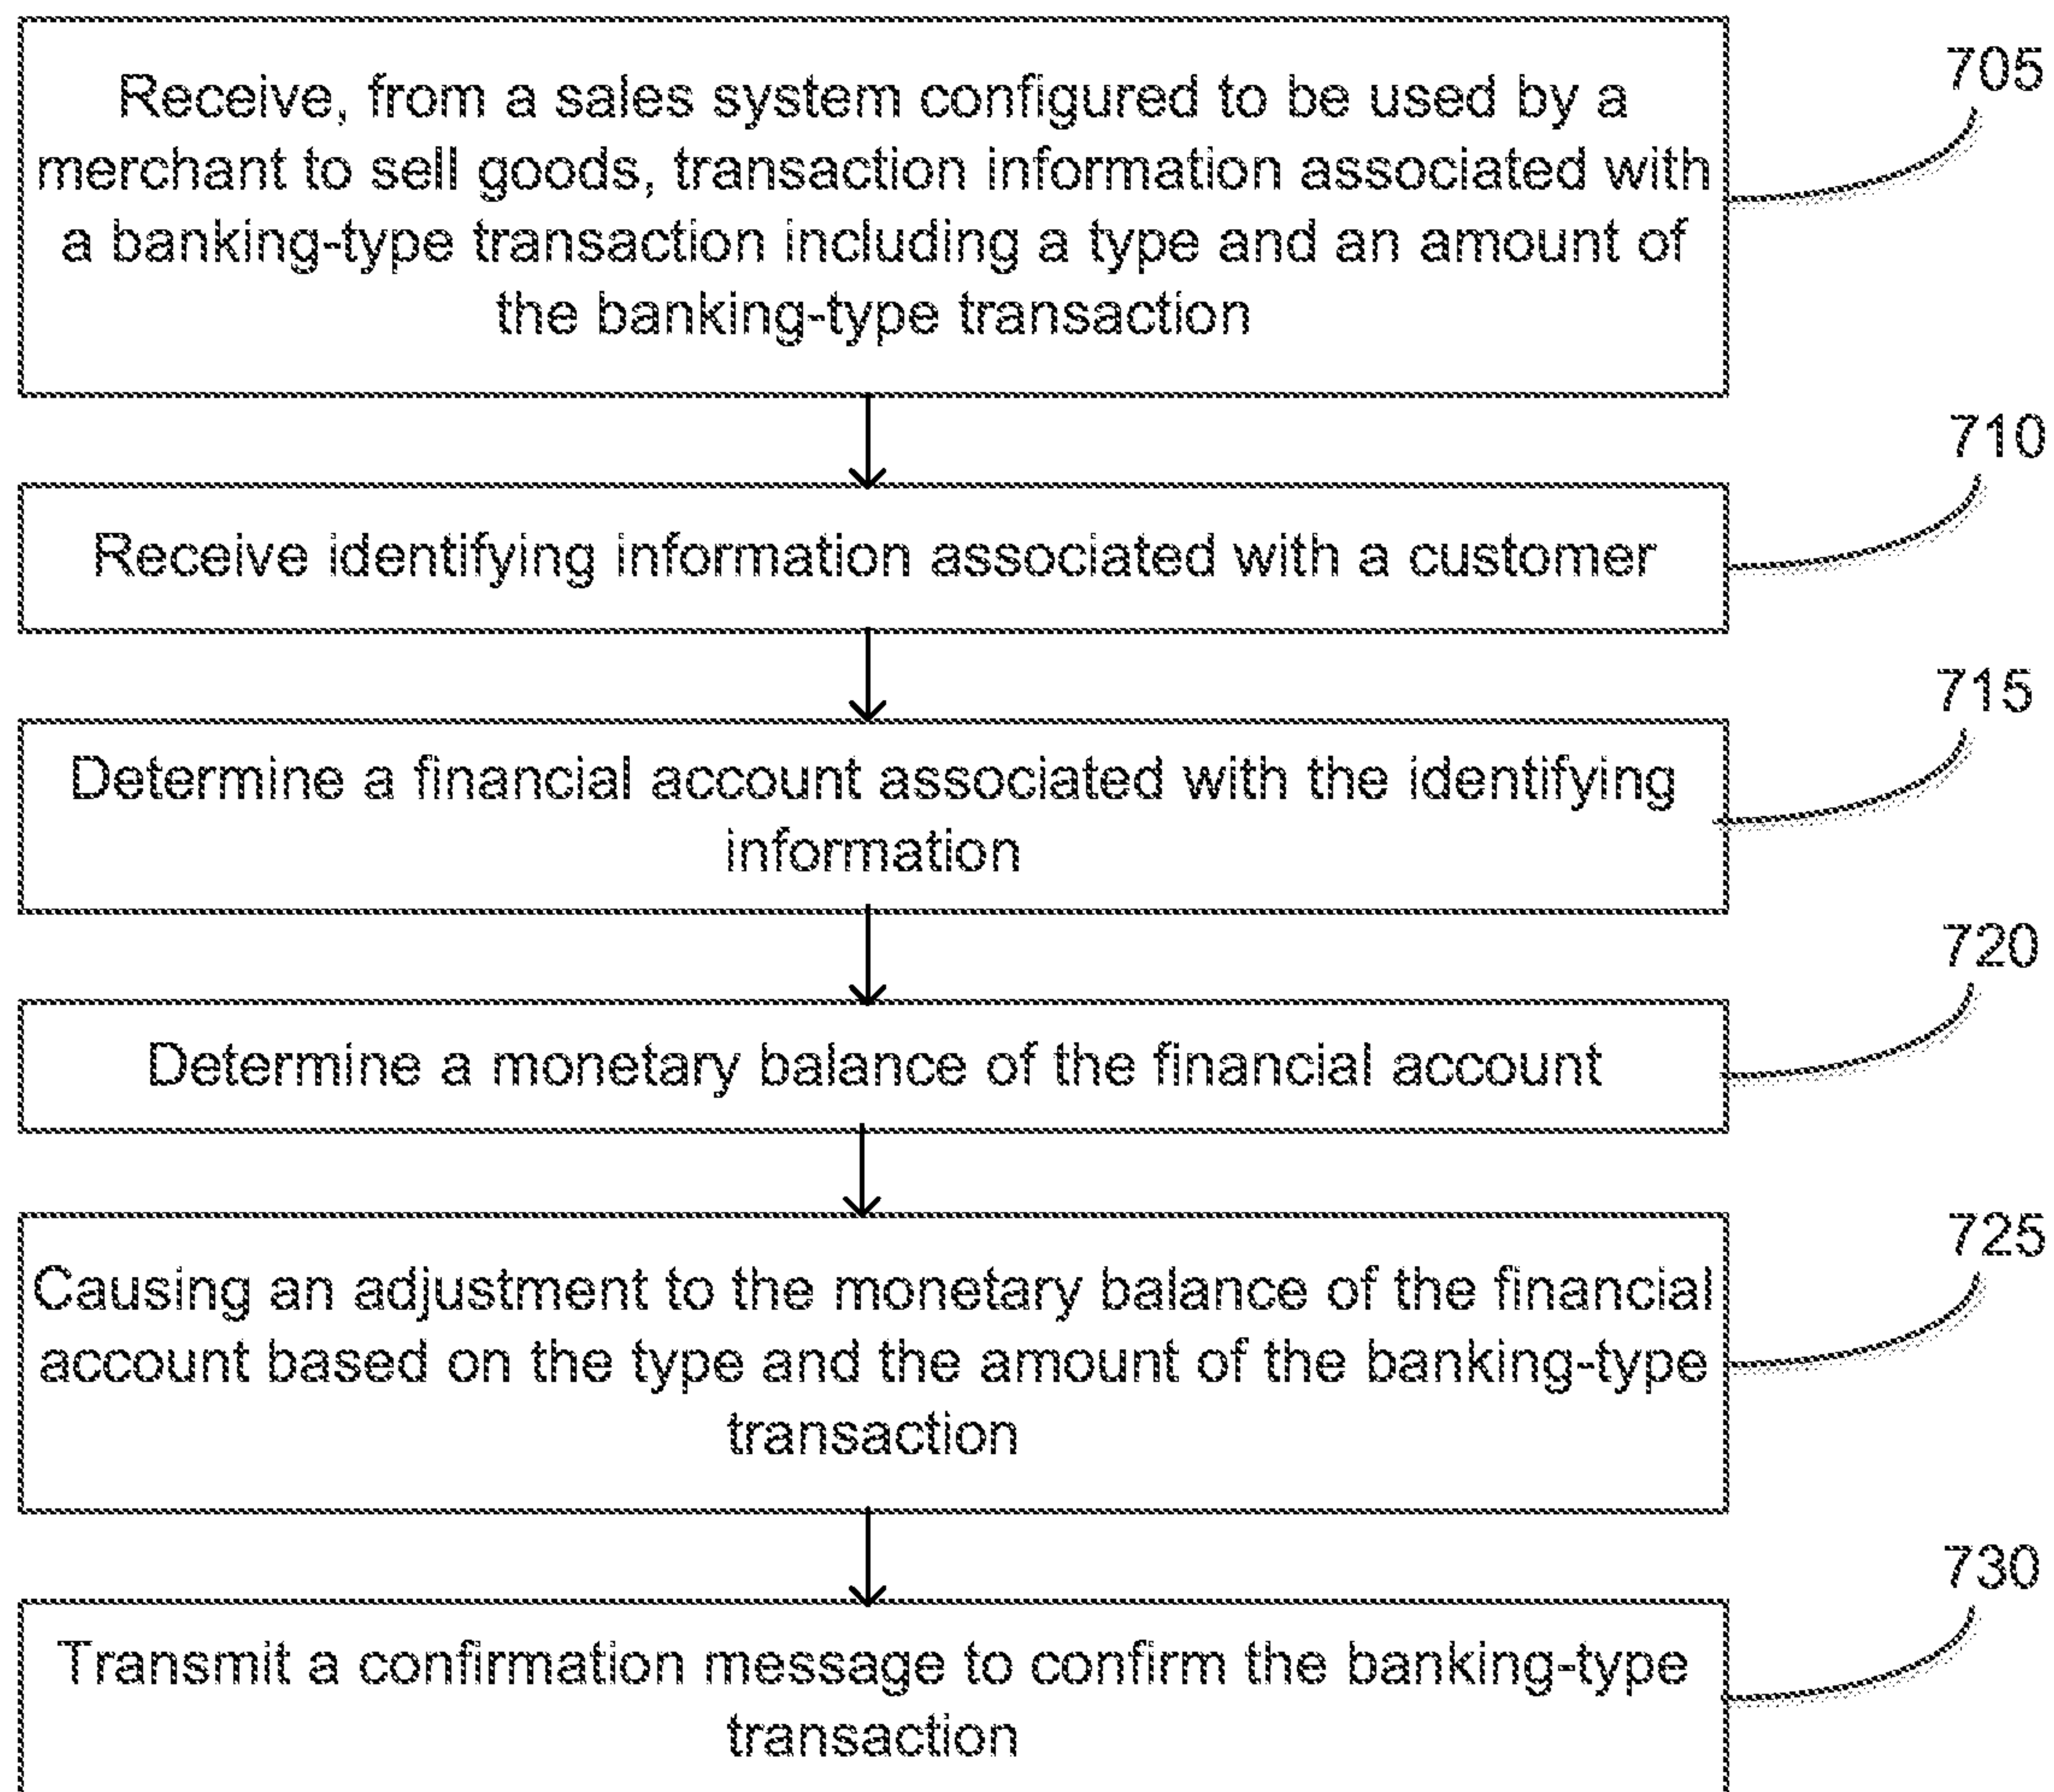 Receive, from a sales system configured to be used by a
merchant to sell goods, transaction information associated with
a banking-type transaction including a type and an amount of
the banking-type transaction
705
Receive identifying information associated with a customer
710
Determine a financial account associated with the identifying
information
715
Determine a monetary balance of the financial account
720
Causing an adjustment to the monetary balance of the financial
account based on the type and the amount of the banking-type
transaction
725
Transmit a confirmation message to confirm the banking-type
transaction
730